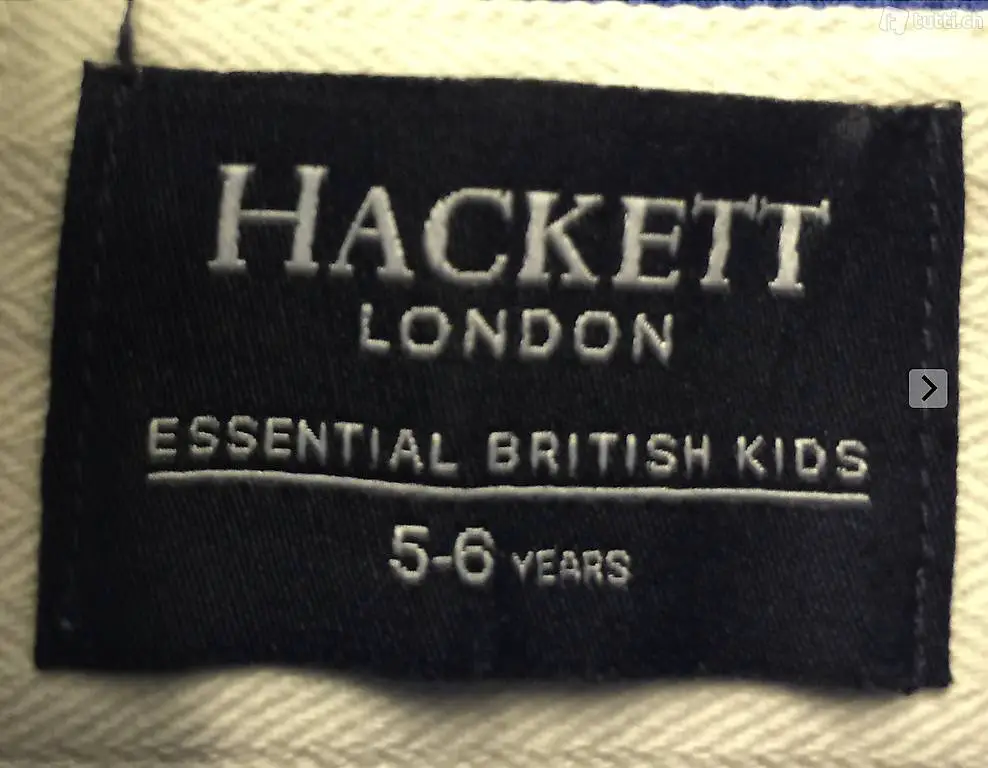 tutti.ch
HACKETT
LONDON
ESSENTIAL BRITISH KIDS
5-6 YEARS